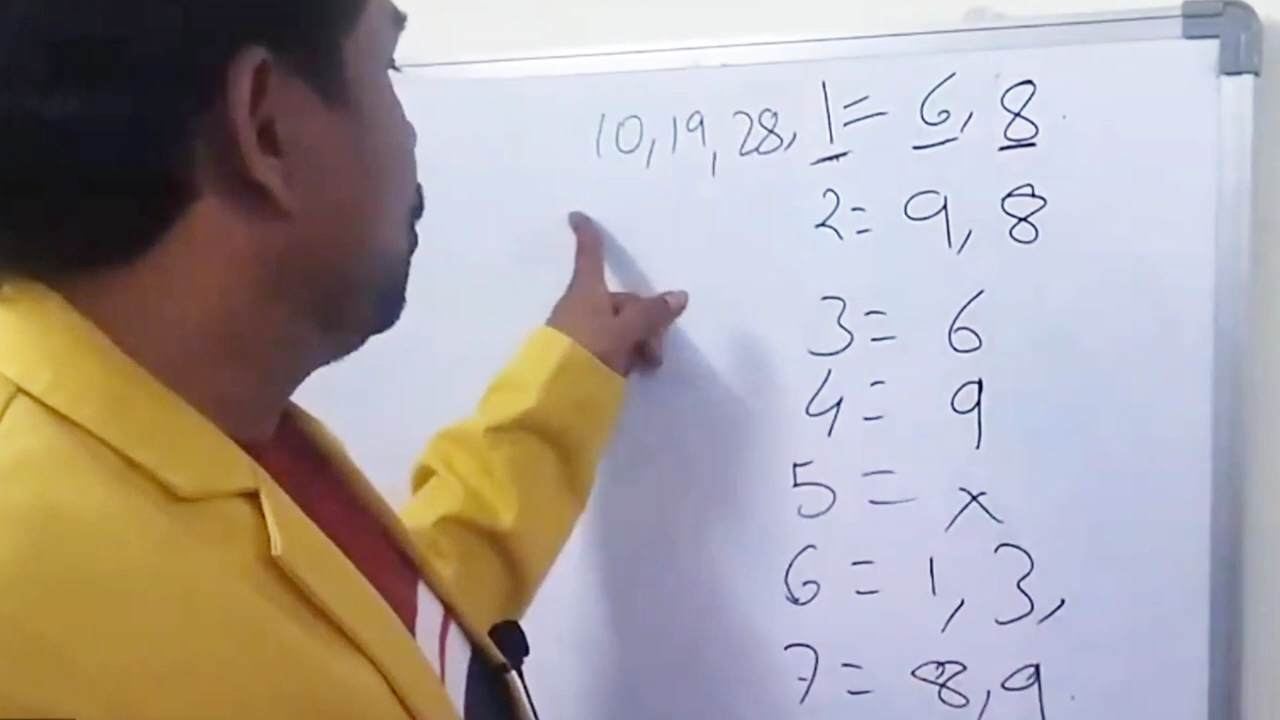 10, 19, 28, 1 = 6, 8
2 = 9, 8
3 = 6
4 = 9
5 = x
6 = 1, 3,
7 = 8, 9